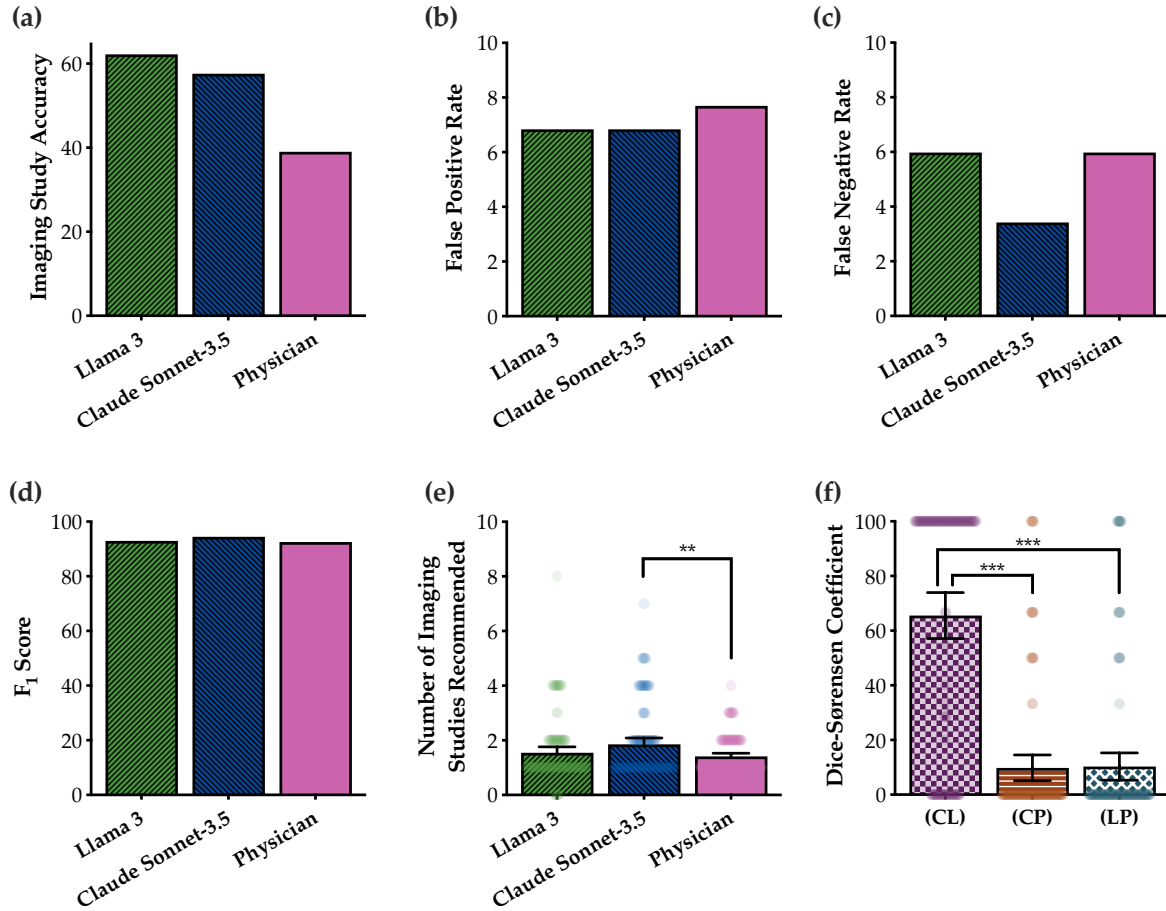 (a)
Imaging Study Accuracy
60
40
20
0
Llama 3
Claude Sonnet-3.5
Physician
(b)
False Positive Rate
10
8
6
4
2
0
Llama 3
Claude Sonnet-3.5
Physician
(c)
False Negative Rate
10
8
6
4
2
0
Llama 3
Claude Sonnet-3.5
Physician
(d)
F1 Score
100
80
60
40
20
0
Llama 3
Claude Sonnet-3.5
Physician
(e)
Number of Imaging
Studies Recommended
10
8
6
4
2
0
**
Llama 3
Claude Sonnet-3.5
Physician
(f)
Dice-Sørensen Coefficient
100
80
60
40
20
0
***
***
(CL)
(CP)
(LP)